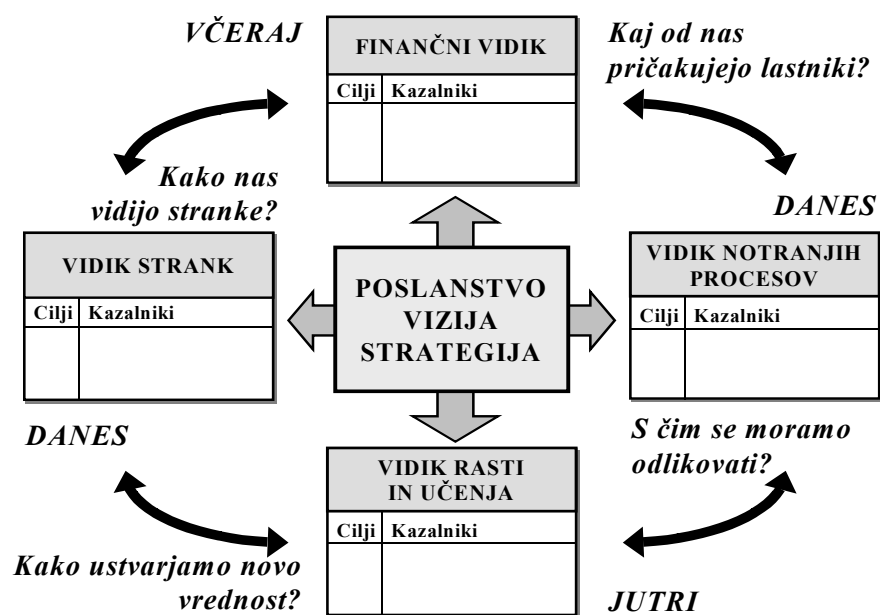 VČERAJ
FINANČNI VIDIK
Cilji Kazalniki
Kaj od nas
pričakujejo lastniki?
Kako nas
vidijo stranke?
DANES
VIDIK STRANK
Cilji Kazalniki
POSLANSTVO
VIZIJA
STRATEGIJA
VIDIK NOTRANJIH
PROCESOV
Cilji Kazalniki
DANES
S čim se moramo
odlikovati?
VIDIK RASTI
IN UČENJA
Cilji Kazalniki
Kako ustvarjamo novo
vrednost?
JUTRI